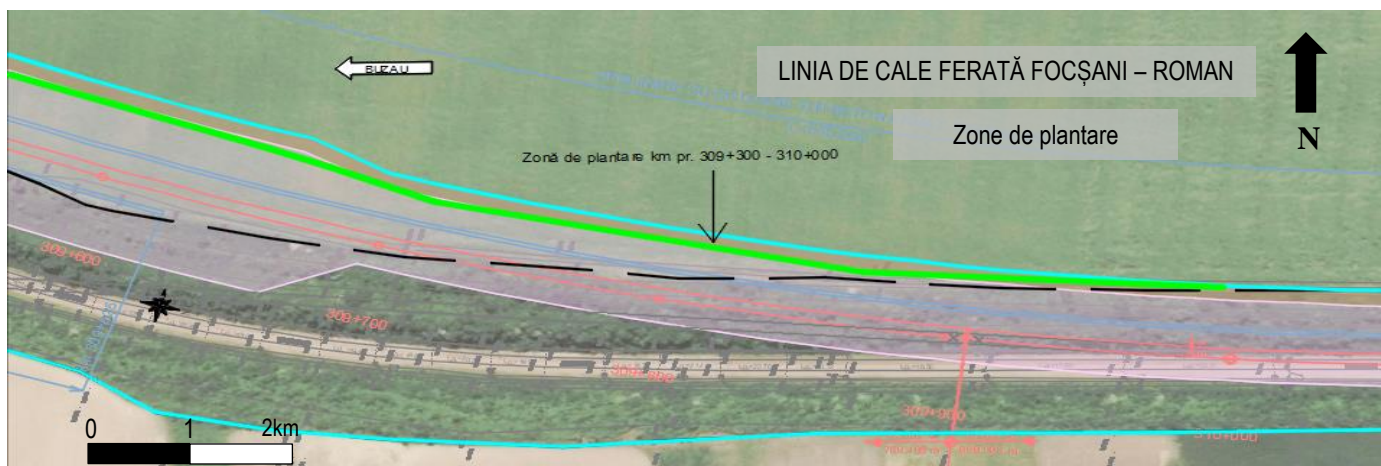 BUZAU
LINIA DE CALE FERATĂ FOCȘANI – ROMAN
Zone de plantare
N
Zonă de plantare km pr. 309+300 - 310+000
309+600
309+700
309+800
309+900
310+000
0 1 2km